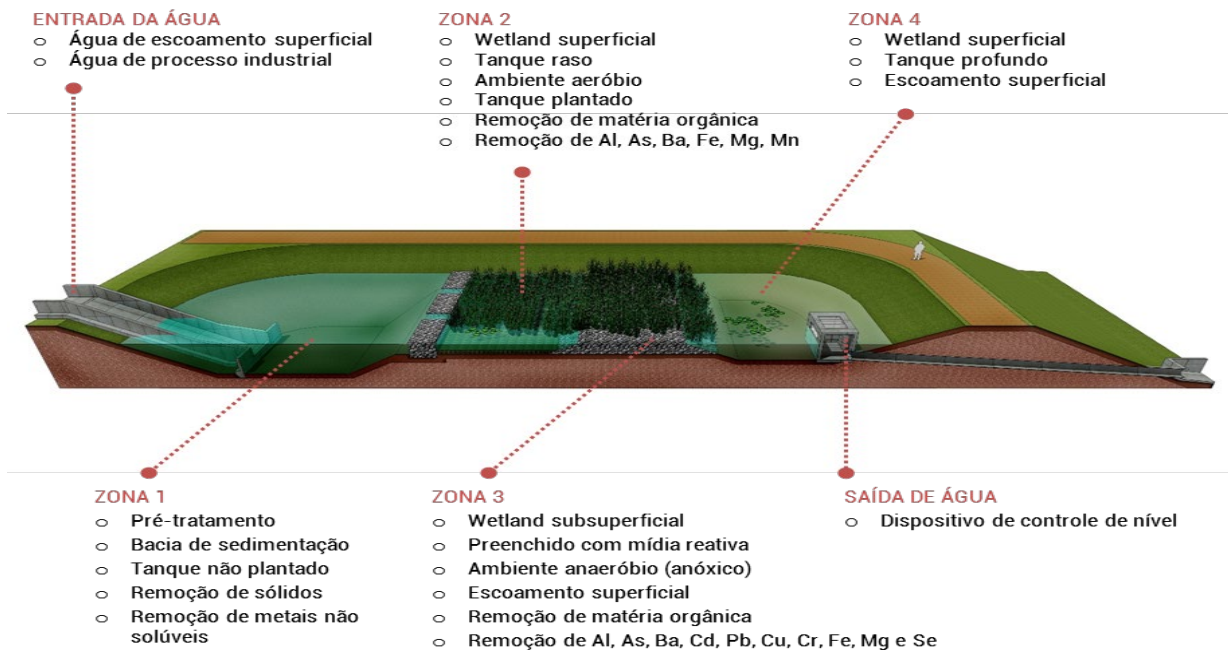 ENTRADA DA ÁGUA
○ Água de escoamento superficial
○ Água de processo industrial
ZONA 2
○ Wetland superficial
○ Tanque raso
○ Ambiente aeróbio
○ Tanque plantado
○ Remoção de matéria orgânica
○ Remoção de Al, As, Ba, Fe, Mg, Mn
ZONA 4
○ Wetland superficial
○ Tanque profundo
○ Escoamento superficial
ZONA 1
○ Pré-tratamento
○ Bacia de sedimentação
○ Tanque não plantado
○ Remoção de sólidos
○ Remoção de metais não
solúveis
ZONA 3
○ Wetland subsuperficial
○ Preenchido com mídia reativa
○ Ambiente anaeróbio (anóxico)
○ Escoamento superficial
○ Remoção de matéria orgânica
○ Remoção de Al, As, Ba, Cd, Pb, Cu, Cr, Fe, Mg e Se
SAÍDA DE ÁGUA
○ Dispositivo de controle de nível